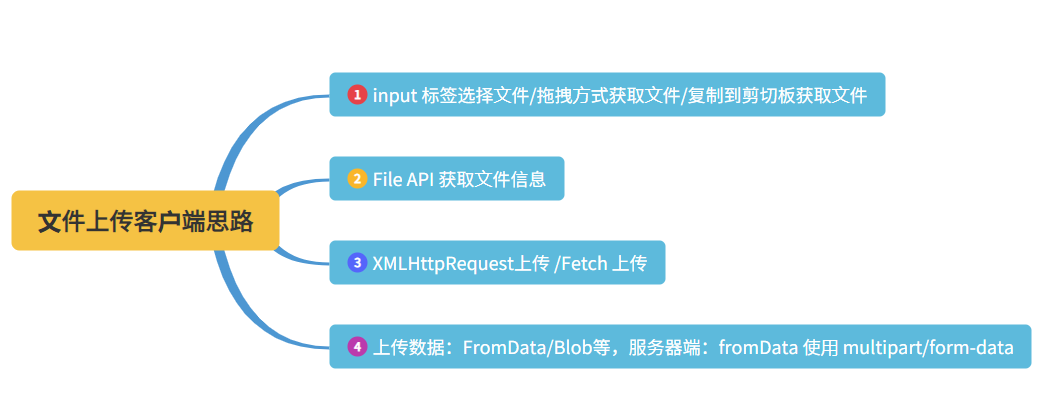 文件上传客户端思路
1 input 标签选择文件/拖拽方式获取文件/复制到剪切板获取文件
2 File API 获取文件信息
3 XMLHttpRequest上传 /Fetch 上传
4 上传数据：FromData/Blob等，服务器端：fromData 使用 multipart/form-data